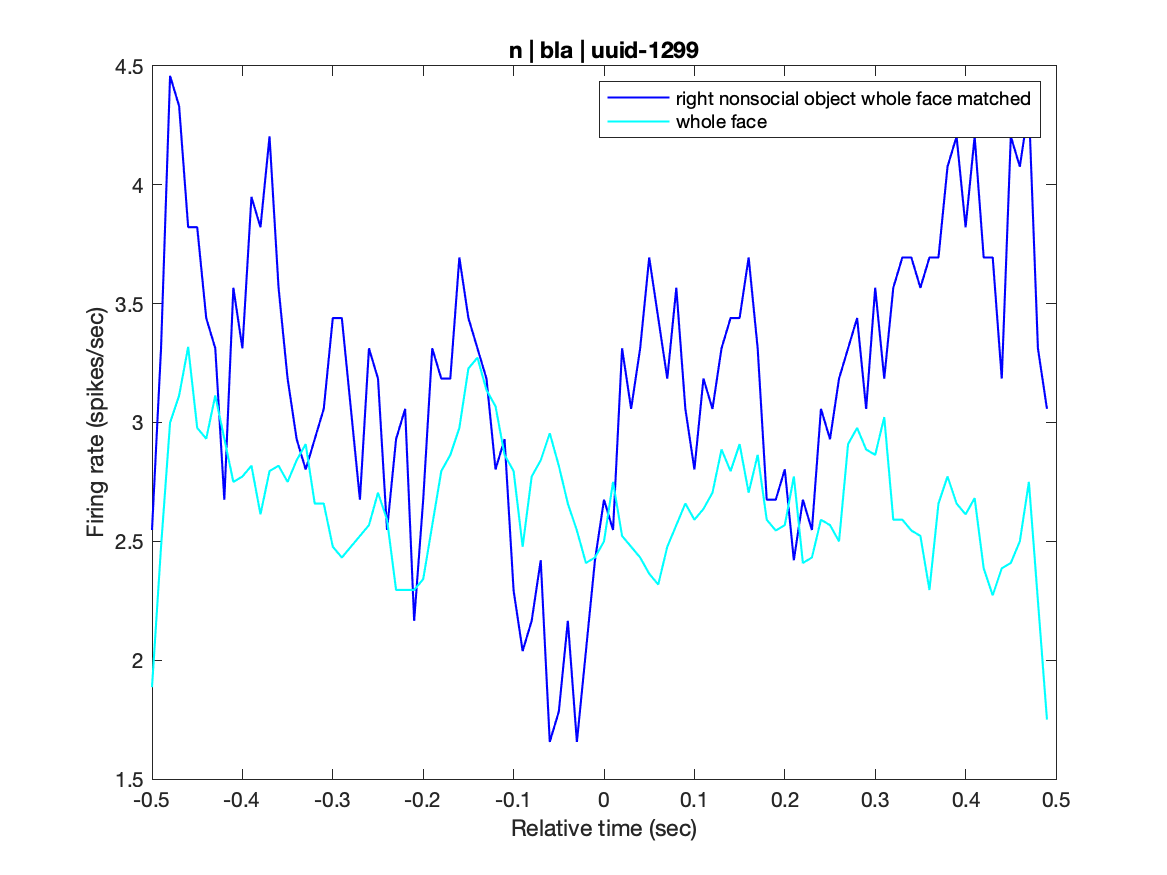 n | bla | uuid-1299
right nonsocial object whole face matched
whole face
4.5
4
3.5
3
2.5
2
1.5
Firing rate (spikes/sec)
-0.5 -0.4 -0.3 -0.2 -0.1 0 0.1 0.2 0.3 0.4 0.5
Relative time (sec)